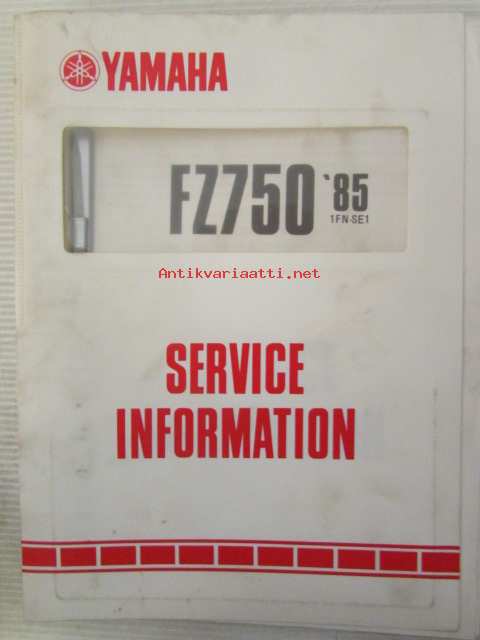 YAMAHA
FZ750 '85
1FN-SE1
Antikvariaatti.net
SERVICE
INFORMATION